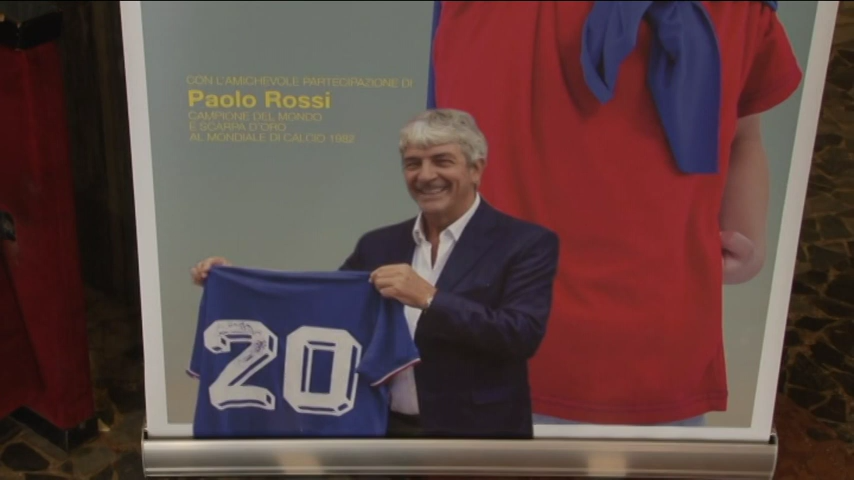 CON L'AMICHEVOLE PARTECIPAZIONE DI
Paolo Rossi
CAMPIONE DEL MONDO
E SCARPA D'ORO
AL MONDIALE DI CALCIO 1982
20